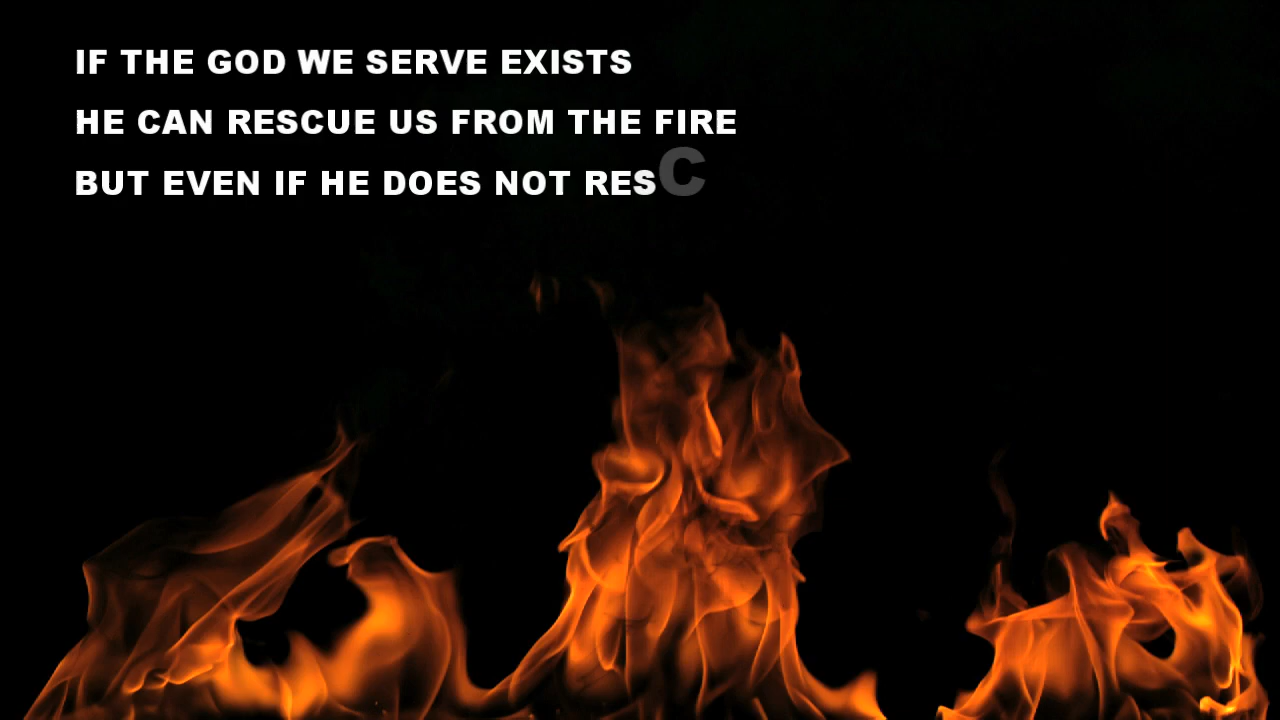 IF THE GOD WE SERVE EXISTS
HE CAN RESCUE US FROM THE FIRE
BUT EVEN IF HE DOES NOT RESC